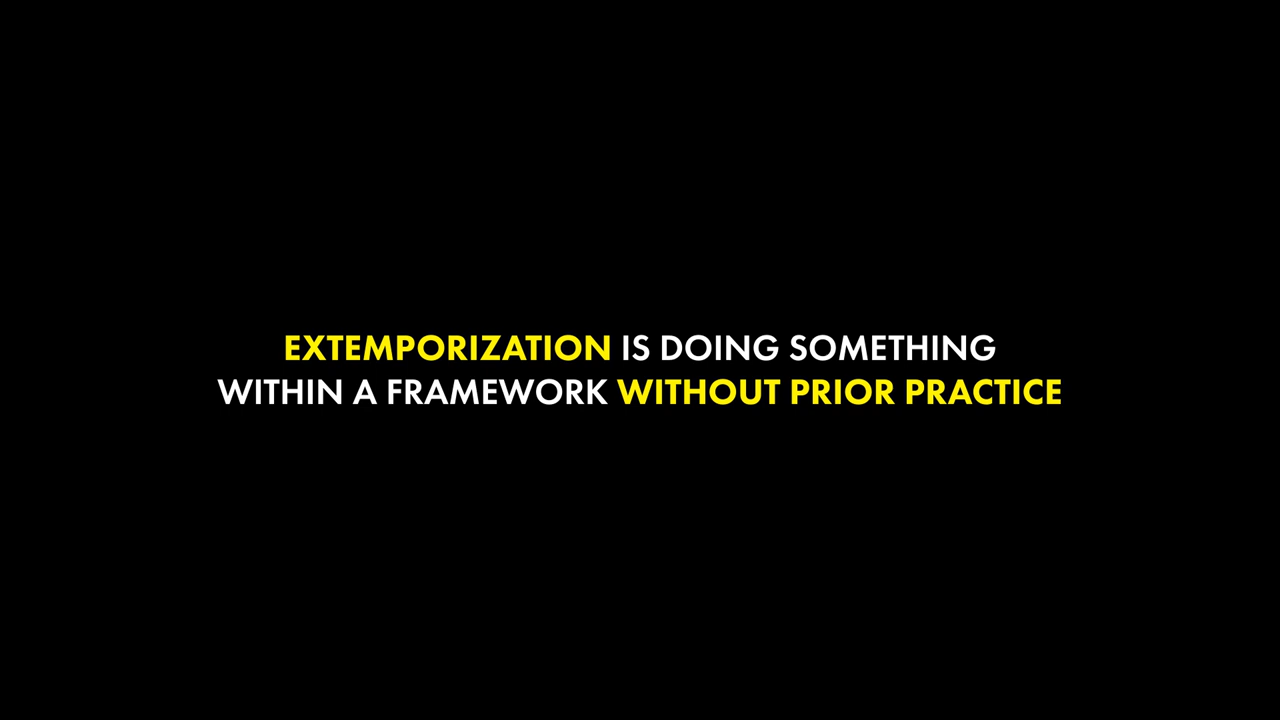 EXTEMPORIZATION IS DOING SOMETHING
WITHIN A FRAMEWORK WITHOUT PRIOR PRACTICE